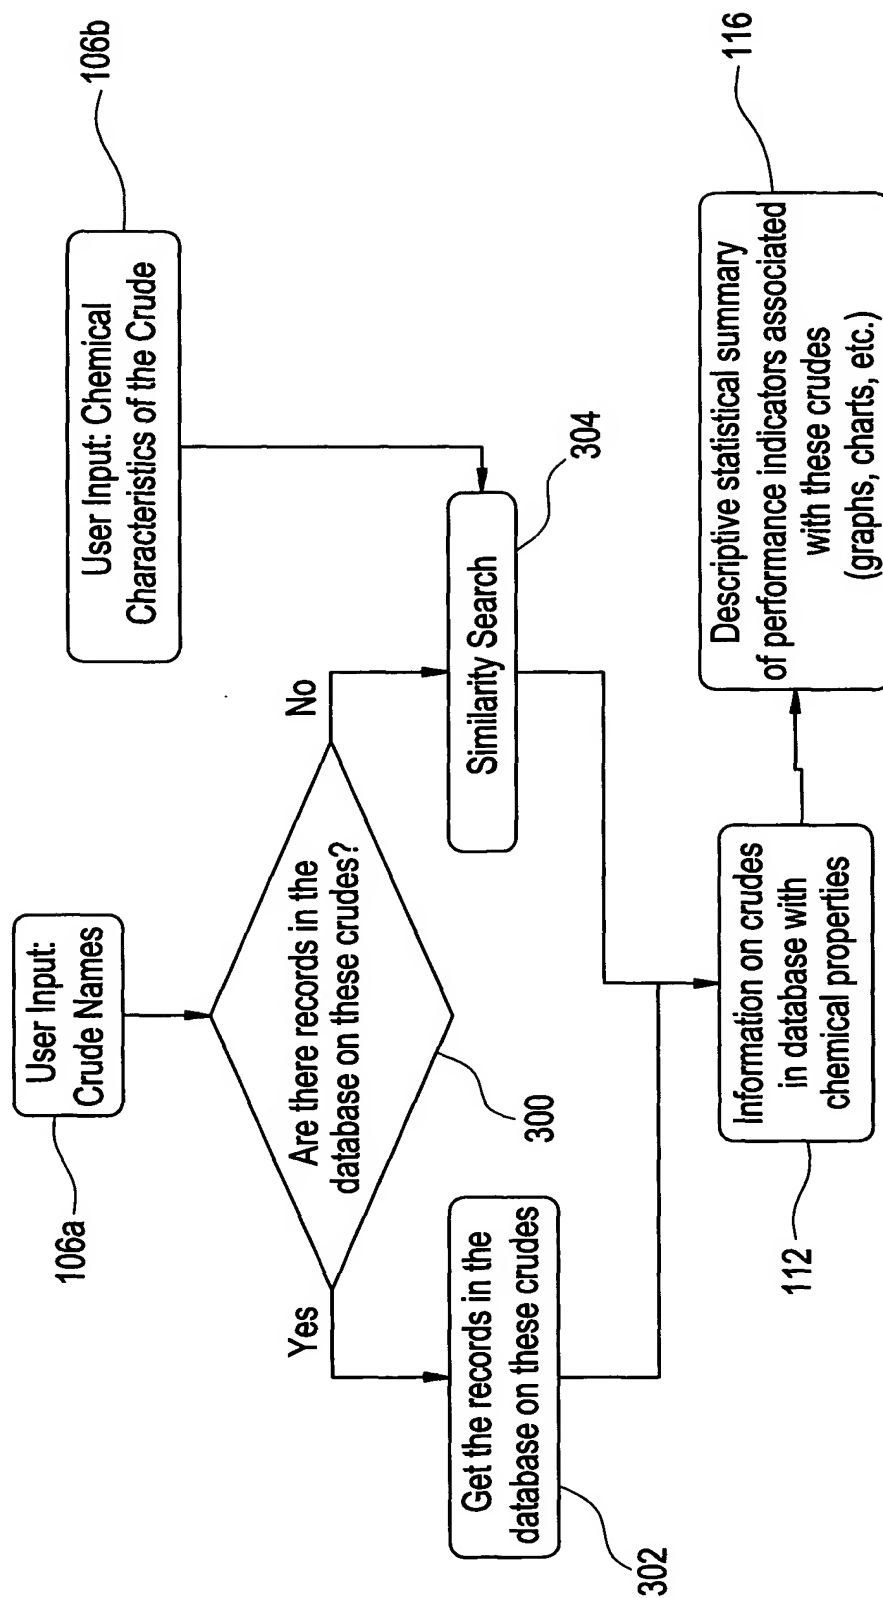 106a
User Input:
Crude Names
106b
User Input: Chemical
Characteristics of the Crude
Are there records in the
database on these crudes?
300
Yes
No
Get the records in the
database on these crudes
302
Similarity Search
304
Information on crudes
in database with
chemical properties
112
Descriptive statistical summary
of performance indicators associated
with these crudes
(graphs, charts, etc.)
116